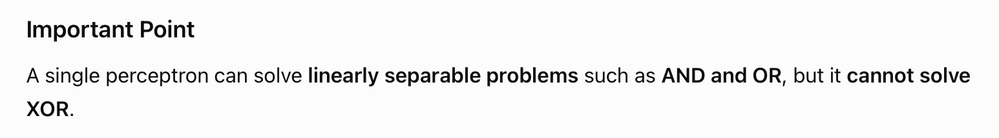 Important Point
A single perceptron can solve linearly separable problems such as AND and OR, but it cannot solve
XOR.